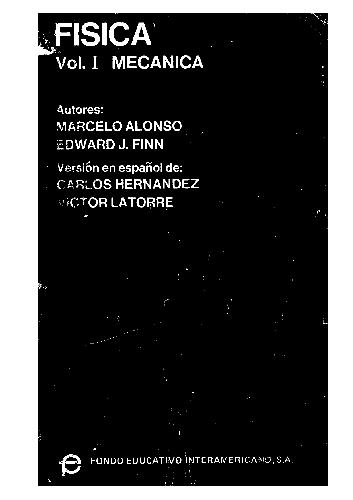 FISICA
Vol. I MECANICA
Autores:
MARCELO ALONSO
EDWARD J. FINN
Versión en español de:
CARLOS HERNANDEZ
VICTOR LATORRE
FONDO EDUCATIVO INTERAMERICANO, S.A.